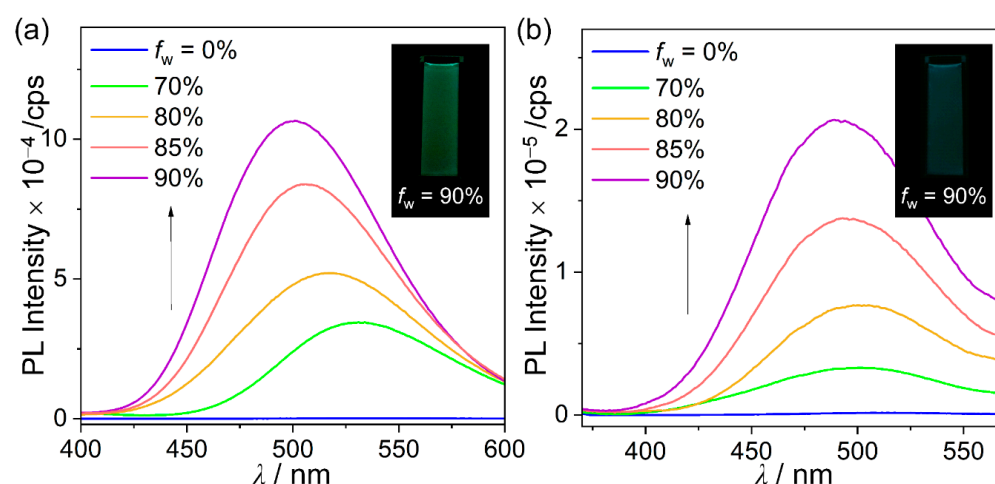 (a)
PL Intensity × 10⁻⁴ /cps
10
5
0
f_w = 0%
70%
80%
85%
90%
f_w = 90%
400 450 500 550 600
λ / nm
(b)
PL Intensity × 10⁻⁵ /cps
2
1
0
f_w = 0%
70%
80%
85%
90%
f_w = 90%
400 450 500 550
λ / nm